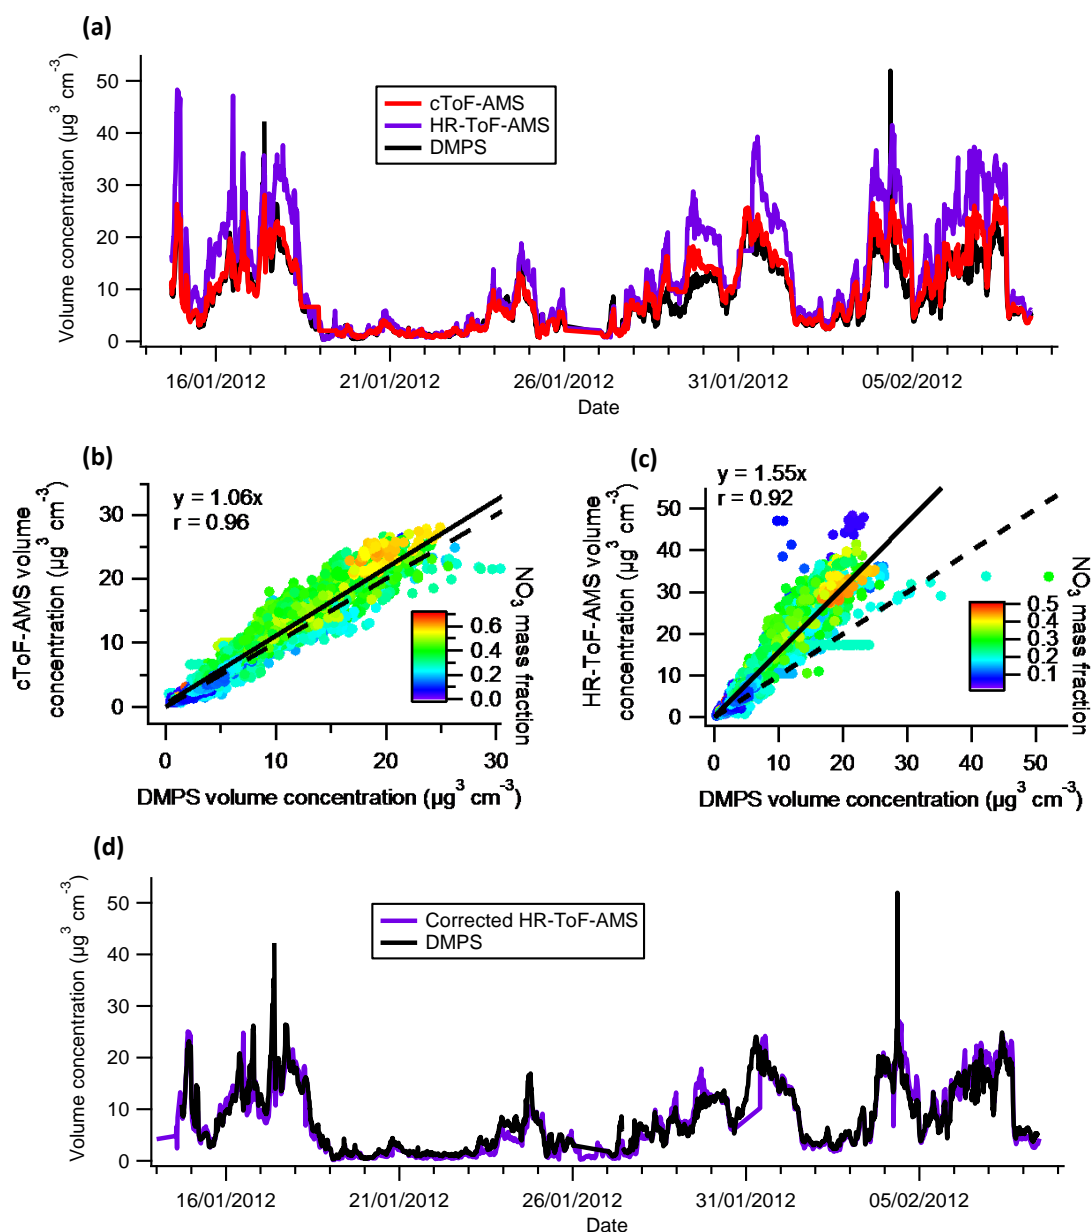 (a)
Volume concentration (µg³ cm⁻³)
50
40
30
20
10
0
cToF-AMS
HR-ToF-AMS
DMPS
16/01/2012 21/01/2012 26/01/2012 31/01/2012 05/02/2012
Date
(b)
cToF-AMS volume
concentration (µg³ cm⁻³)
y = 1.06x
r = 0.96
30
20
10
0
0 10 20 30
DMPS volume concentration (µg³ cm⁻³)
0.6
0.4
0.2
0.0
NO₃ mass fraction
(c)
HR-ToF-AMS volume
concentration (µg³ cm⁻³)
y = 1.55x
r = 0.92
50
40
30
20
10
0
0 10 20 30 40 50
DMPS volume concentration (µg³ cm⁻³)
0.5
0.4
0.3
0.2
0.1
NO₃ mass fraction
(d)
Volume concentration (µg³ cm⁻³)
50
40
30
20
10
0
Corrected HR-ToF-AMS
DMPS
16/01/2012 21/01/2012 26/01/2012 31/01/2012 05/02/2012
Date